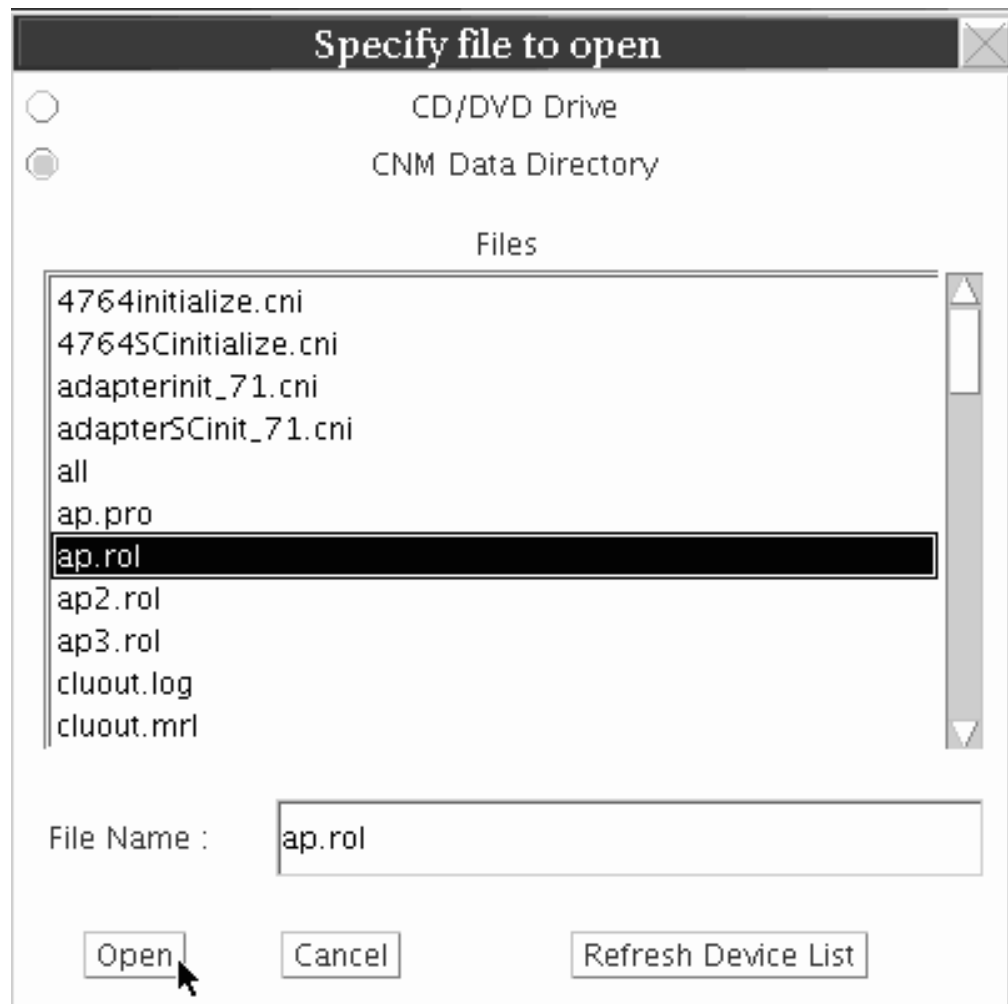 Specify file to open
CD/DVD Drive
CNM Data Directory
Files
4764initialize.cni
4764SCinitialize.cni
adapterinit_71.cni
adapterSCinit_71.cni
all
ap.pro
ap.rol
ap2.rol
ap3.rol
cluout.log
cluout.mrl
File Name : ap.rol
Open Cancel Refresh Device List